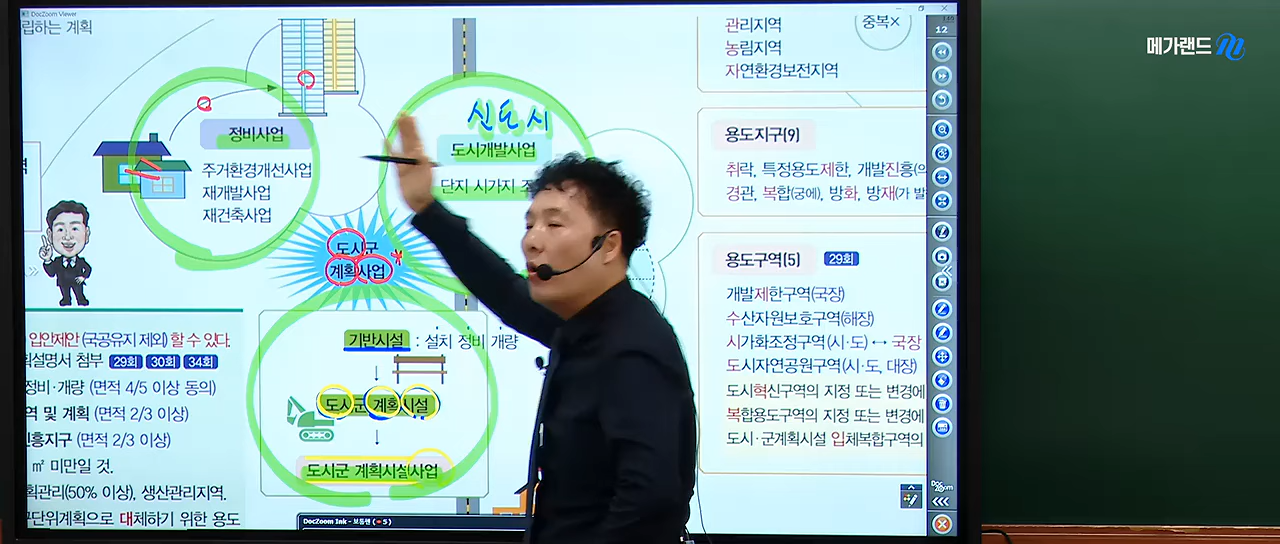 DocZoom Viewer
립하는 계획
정비사업
주거환경개선사업
재개발사업
재건축사업
신도시
도시개발사업
단지 시가지 조
도시군
계획사업
기반시설 : 설치 정비 개량
도시군 계획시설
도시군 계획시설사업
입안제안 (국공유지 제외) 할 수 있다.
획설명서 첨부 29회 30회 34회
정비·개량 (면적 4/5 이상 동의)
역 및 계획 (면적 2/3 이상)
진흥지구 (면적 2/3 이상)
㎡ 미만일 것.
획관리(50% 이상), 생산관리지역.
구단위계획으로 대체하기 위한 용도
관리지역
농림지역
자연환경보전지역
중복×
용도지구(9)
취락, 특정용도제한, 개발진흥(의
경관, 복합(궁에), 방화, 방재(가 발
용도구역(5) 29회
개발제한구역(국장)
수산자원보호구역(해장)
시가화조정구역(시·도) ↔ 국장
도시자연공원구역(시·도, 대장)
도시혁신구역의 지정 또는 변경에
복합용도구역의 지정 또는 변경에
도시·군계획시설 입체복합구역의
12
DocZoom
DocZoom Ink - 보통펜 ( 5 )
메가랜드